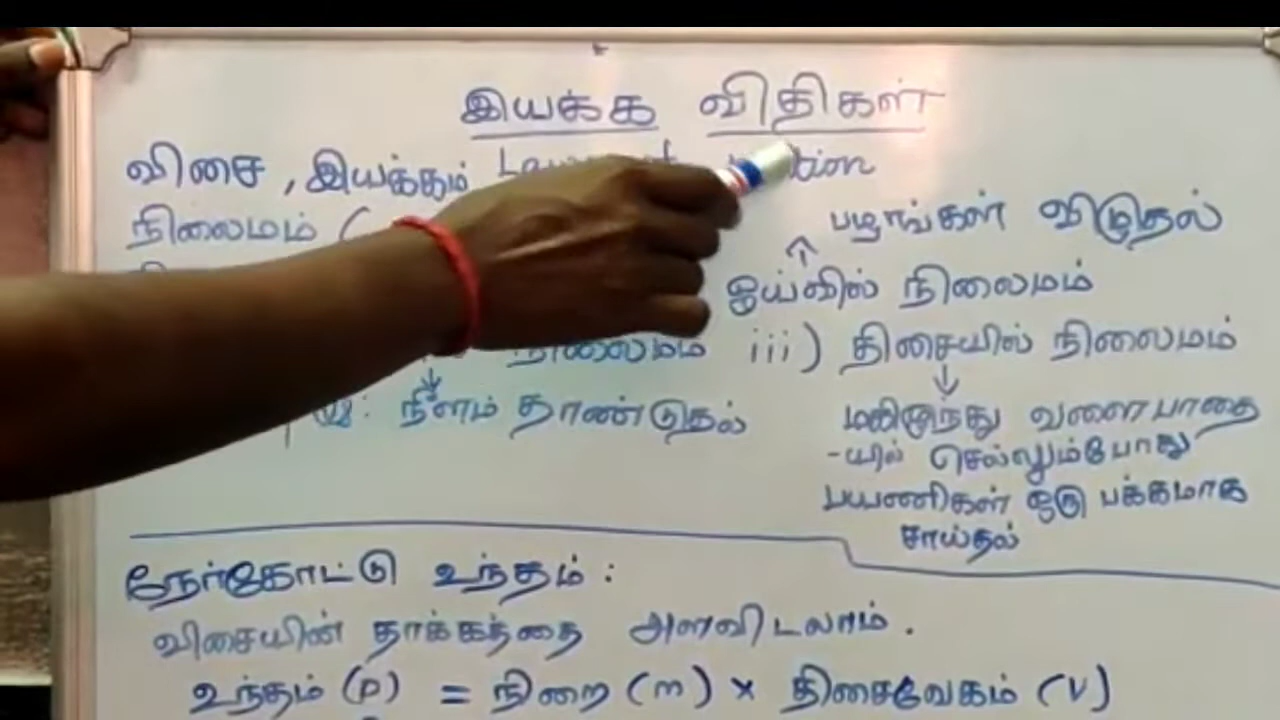 இயக்க விதிகள்
விசை , இயக்கம்
நிலைமம் (
பழங்கள் விழுதல்
ஓய்வில் நிலைமம்
நிலைமம் iii) திசையில் நிலைமம்
நீளம் தாண்டுதல்
வளைபாதை
-யில் செல்லும்போது
பயணிகள் ஒரு பக்கமாக
சாய்தல்
நேர்கோட்டு உந்தம் :
விசையின் தாக்கத்தை அளவிடலாம் .
உந்தம் (p) = நிறை (m) × திசைவேகம் (v)